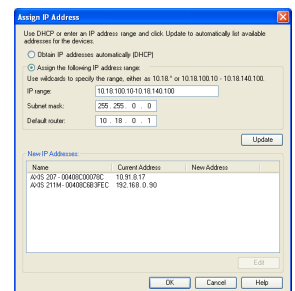 Assign IP Address
Use DHCP or enter an IP address range and click Update to automatically list available
addresses for the devices.
Obtain IP addresses automatically (DHCP)
Assign the following IP address range:
Use wildcards to specify the range, either as 10.18.* or 10.18.100.10 - 10.18.140.100.
IP range: 10.18.100.10-10.18.140.100
Subnet mask: 255 . 255 . 0 . 0
Default router: 10 . 18 . 0 . 1
Update
New IP Addresses:
Name Current Address New Address
AXIS 207 - 00408C00078C 10.91.8.17
AXIS 211M - 00408C6B3FEC 192.168.0.90
Edit
OK Cancel Help